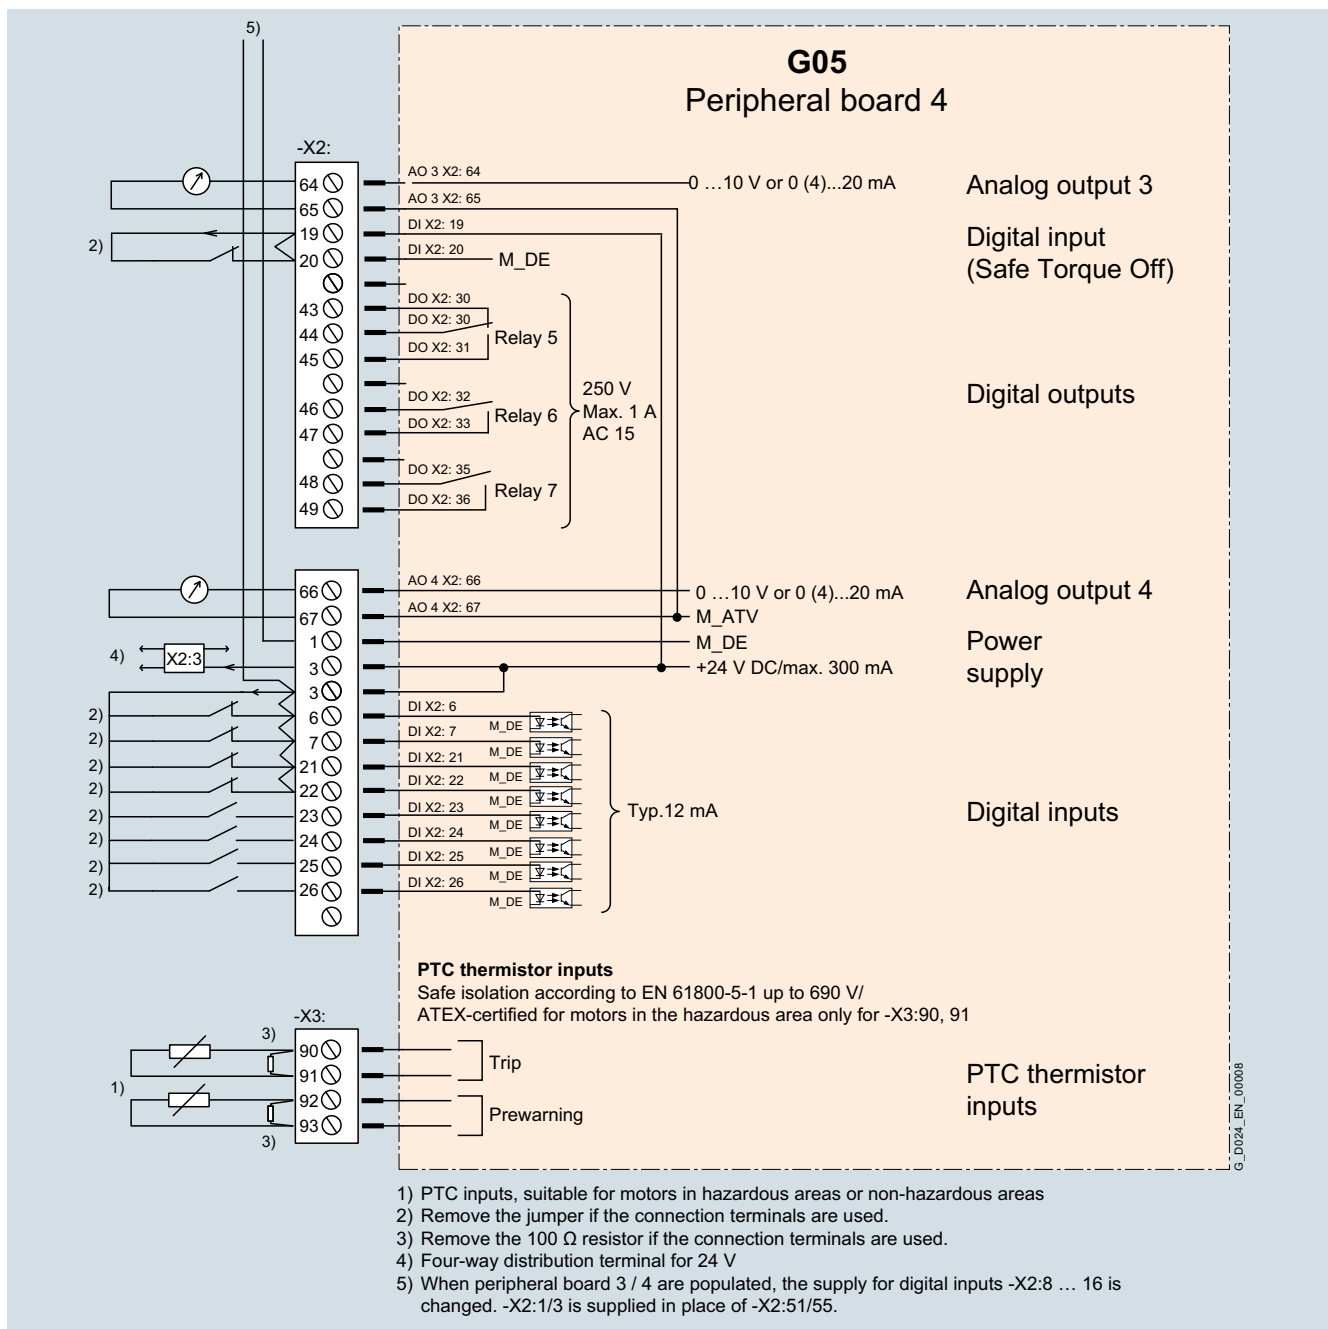 5)
G05
Peripheral board 4
-X2:
64 AO 3 X2: 64 0 …10 V or 0 (4)...20 mA Analog output 3
65 AO 3 X2: 65
2) 19 DI X2: 19 Digital input
20 DI X2: 20 M_DE (Safe Torque Off)
43 DO X2: 30
44 DO X2: 30 Relay 5
45 DO X2: 31
250 V
Max. 1 A
AC 15
Digital outputs
46 DO X2: 32 Relay 6
47 DO X2: 33
48 DO X2: 35 Relay 7
49 DO X2: 36
66 AO 4 X2: 66 0 …10 V or 0 (4)...20 mA Analog output 4
67 AO 4 X2: 67 M_ATV
1 M_DE Power
4) X2:3 3 +24 V DC/max. 300 mA supply
3
2) 6 DI X2: 6 M_DE
2) 7 DI X2: 7 M_DE
2) 21 DI X2: 21 M_DE
2) 22 DI X2: 22 M_DE
2) 23 DI X2: 23 M_DE Typ.12 mA Digital inputs
2) 24 DI X2: 24 M_DE
2) 25 DI X2: 25 M_DE
2) 26 DI X2: 26 M_DE
PTC thermistor inputs
Safe isolation according to EN 61800-5-1 up to 690 V/
ATEX-certified for motors in the hazardous area only for -X3:90, 91
-X3:
3)
90
91 Trip
1)
92
93 Prewarning
3)
PTC thermistor
inputs
G_D024_EN_00008
1) PTC inputs, suitable for motors in hazardous areas or non-hazardous areas
2) Remove the jumper if the connection terminals are used.
3) Remove the 100 Ω resistor if the connection terminals are used.
4) Four-way distribution terminal for 24 V
5) When peripheral board 3 / 4 are populated, the supply for digital inputs -X2:8 … 16 is
changed. -X2:1/3 is supplied in place of -X2:51/55.